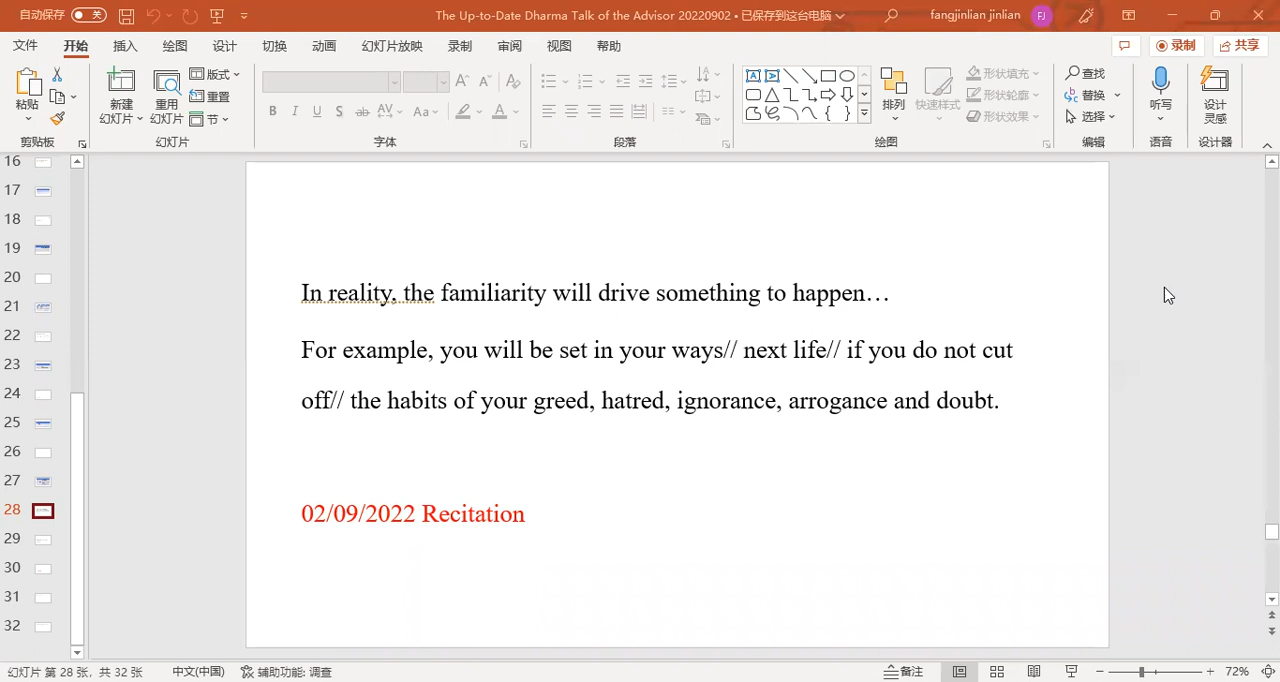 自动保存 关 The Up-to-Date Dharma Talk of the Advisor 20220902 • 已保存到这台电脑 fangjinlian jinlian FJ
文件 开始 插入 绘图 设计 切换 动画 幻灯片放映 录制 审阅 视图 帮助 录制 共享
粘贴 新建 幻灯片 重用 幻灯片 版式 重置 节 B I U S ab AV Aa A A A A 排列 快速样式 形状填充 形状轮廓 形状效果 查找 替换 选择 听写 设计 灵感
剪贴板 幻灯片 字体 段落 绘图 编辑 语音 设计器
16
17
18
19
20
21
22
23
24
25
26
27
28
29
30
31
32
In reality, the familiarity will drive something to happen…
For example, you will be set in your ways// next life// if you do not cut
off// the habits of your greed, hatred, ignorance, arrogance and doubt.
02/09/2022 Recitation
幻灯片 第 28 张，共 32 张 中文(中国) 辅助功能: 调查 备注 72%